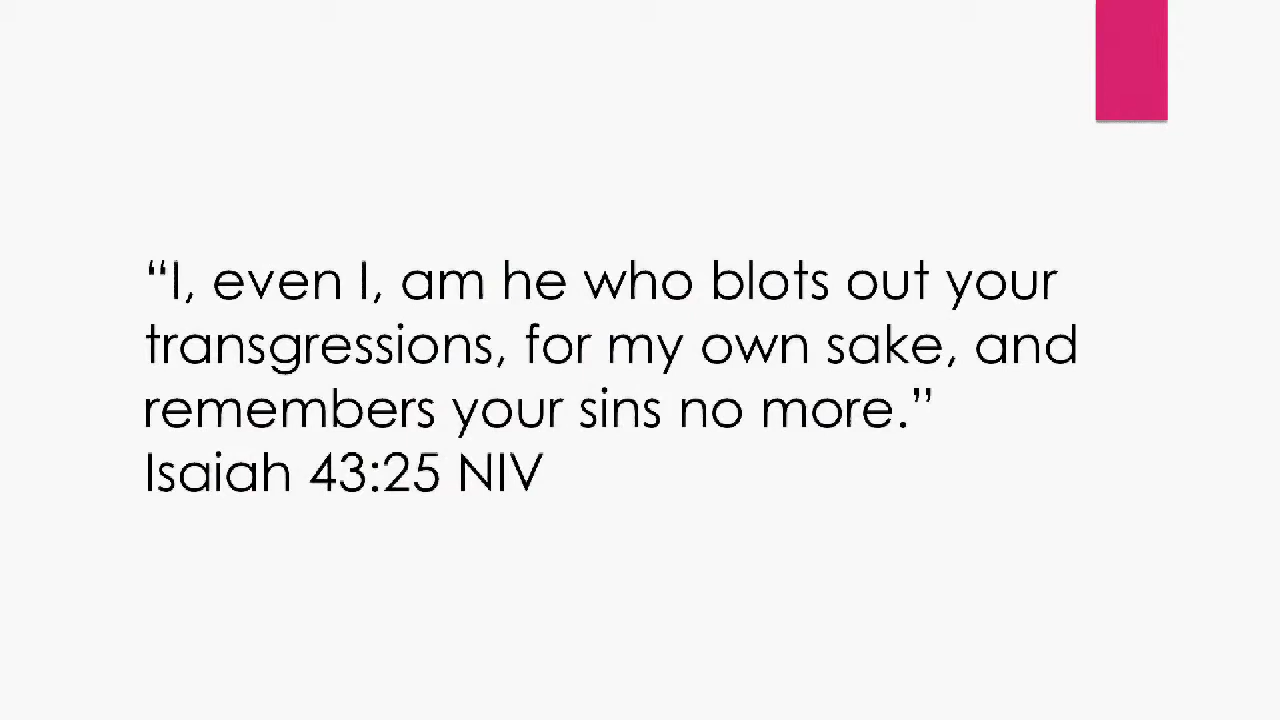 “I, even I, am he who blots out your
transgressions, for my own sake, and
remembers your sins no more.”
Isaiah 43:25 NIV